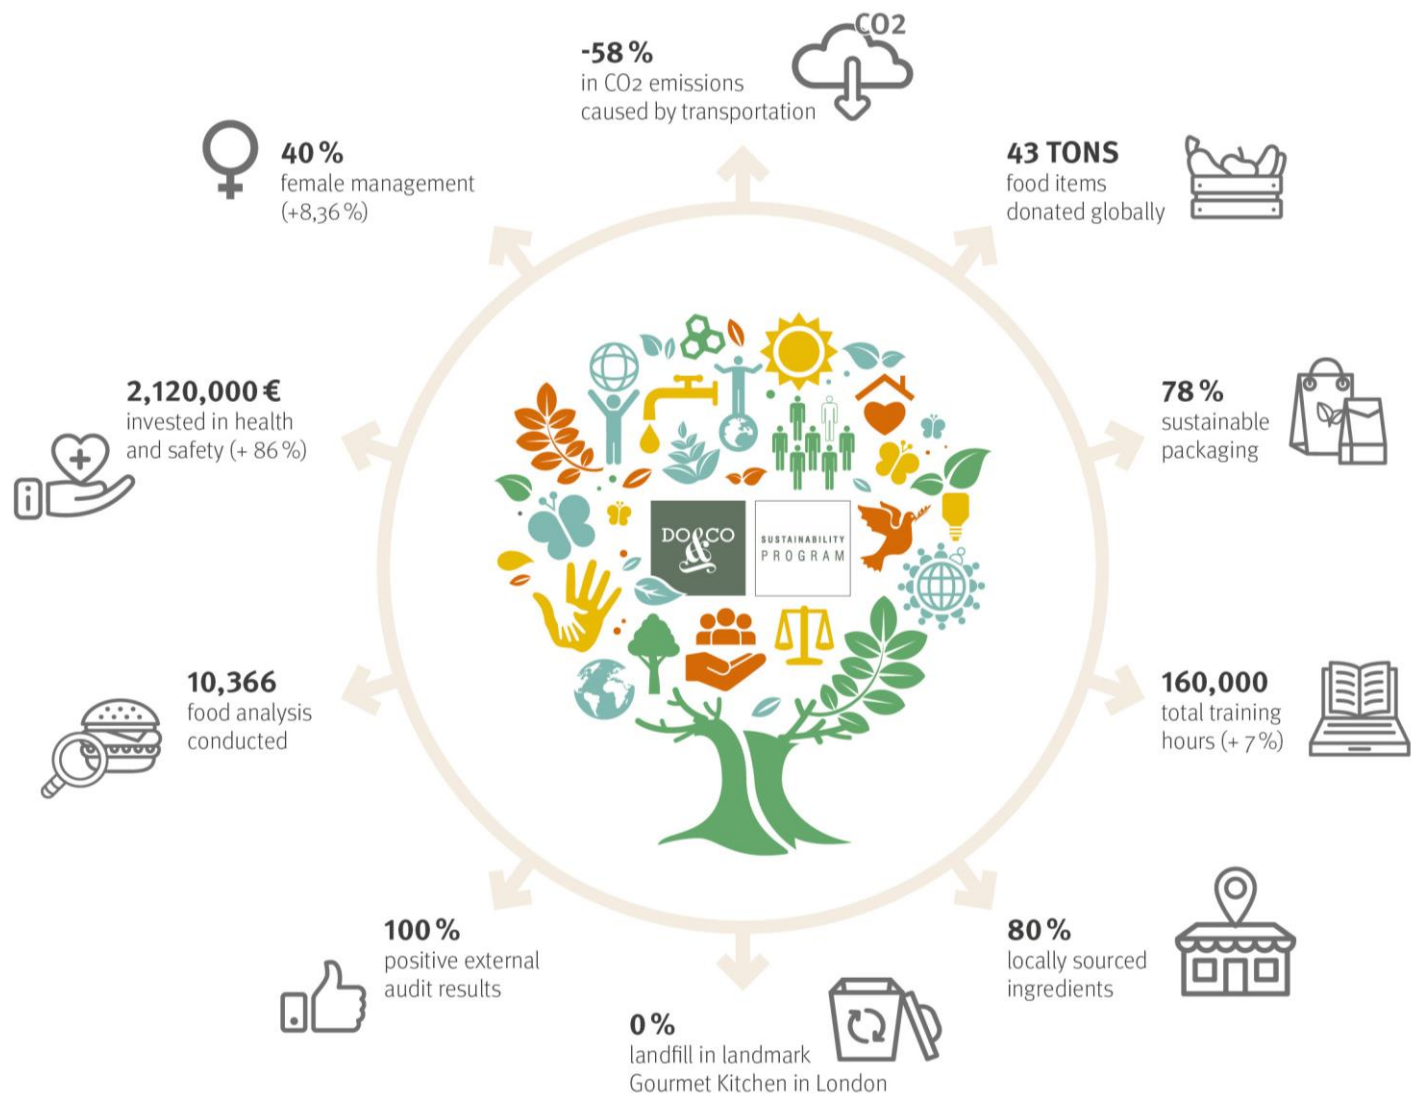 CO2
-58 %
in CO2 emissions
caused by transportation
43 TONS
food items
donated globally
78 %
sustainable
packaging
160,000
total training
hours (+ 7 %)
80 %
locally sourced
ingredients
0 %
landfill in landmark
Gourmet Kitchen in London
100 %
positive external
audit results
10,366
food analysis
conducted
2,120,000 €
invested in health
and safety (+ 86 %)
40 %
female management
(+8,36 %)
DO & CO
SUSTAINABILITY
PROGRAM